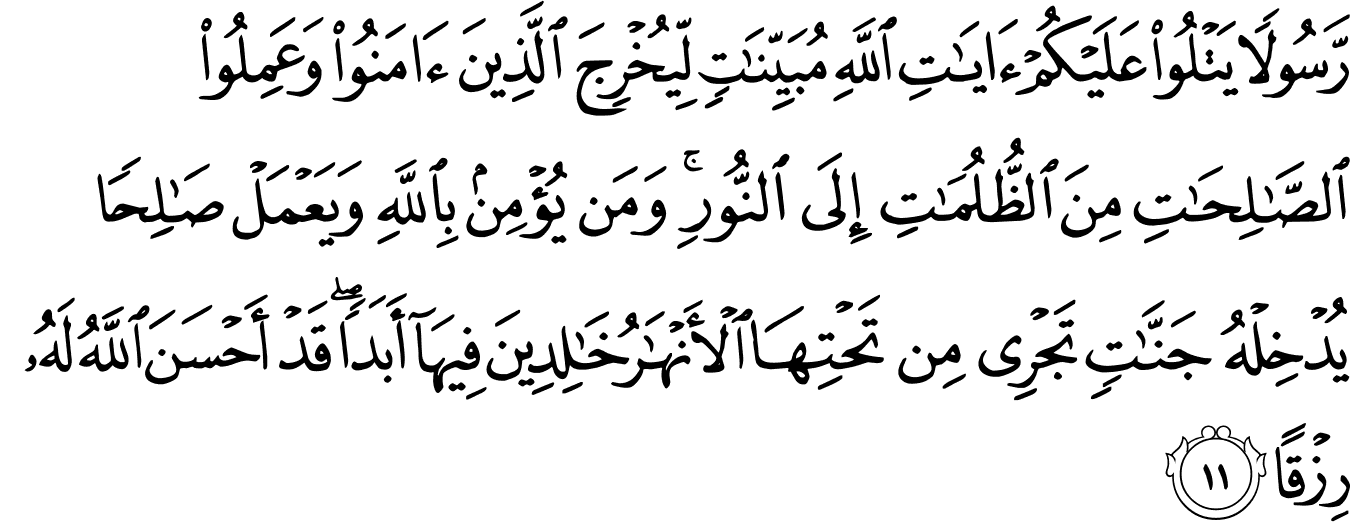 رَّسُولًا يَتْلُوا۟ عَلَيْكُمْ ءَايَـٰتِ ٱللَّهِ مُبَيِّنَـٰتٍ لِّيُخْرِجَ ٱلَّذِينَ ءَامَنُوا۟ وَعَمِلُوا۟
ٱلصَّـٰلِحَـٰتِ مِنَ ٱلظُّلُمَـٰتِ إِلَى ٱلنُّورِ ۚ وَمَن يُؤْمِنۢ بِٱللَّهِ وَيَعْمَلْ صَـٰلِحًا
يُدْخِلْهُ جَنَّـٰتٍ تَجْرِى مِن تَحْتِهَا ٱلْأَنْهَـٰرُ خَـٰلِدِينَ فِيهَآ أَبَدًا ۖ قَدْ أَحْسَنَ ٱللَّهُ لَهُۥ
رِزْقًا ١١